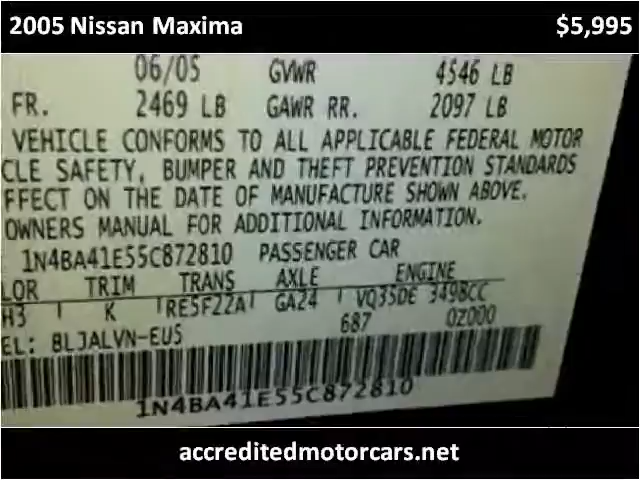 2005 Nissan Maxima $5,995
06/05 GVWR 4546 LB
FR. 2469 LB GAWR RR. 2097 LB
VEHICLE CONFORMS TO ALL APPLICABLE FEDERAL MOTOR
CLE SAFETY, BUMPER AND THEFT PREVENTION STANDARDS
FFECT ON THE DATE OF MANUFACTURE SHOWN ABOVE.
OWNERS MANUAL FOR ADDITIONAL INFORMATION.
1N4BA41E55C872810 PASSENGER CAR
LOR TRIM TRANS AXLE ENGINE
H3 K RE5F22A GA24 VQ35DE 3498CC
687 02000
EL: BLJALVN-EUS
1N4BA41E55C872810
accreditedmotorcars.net